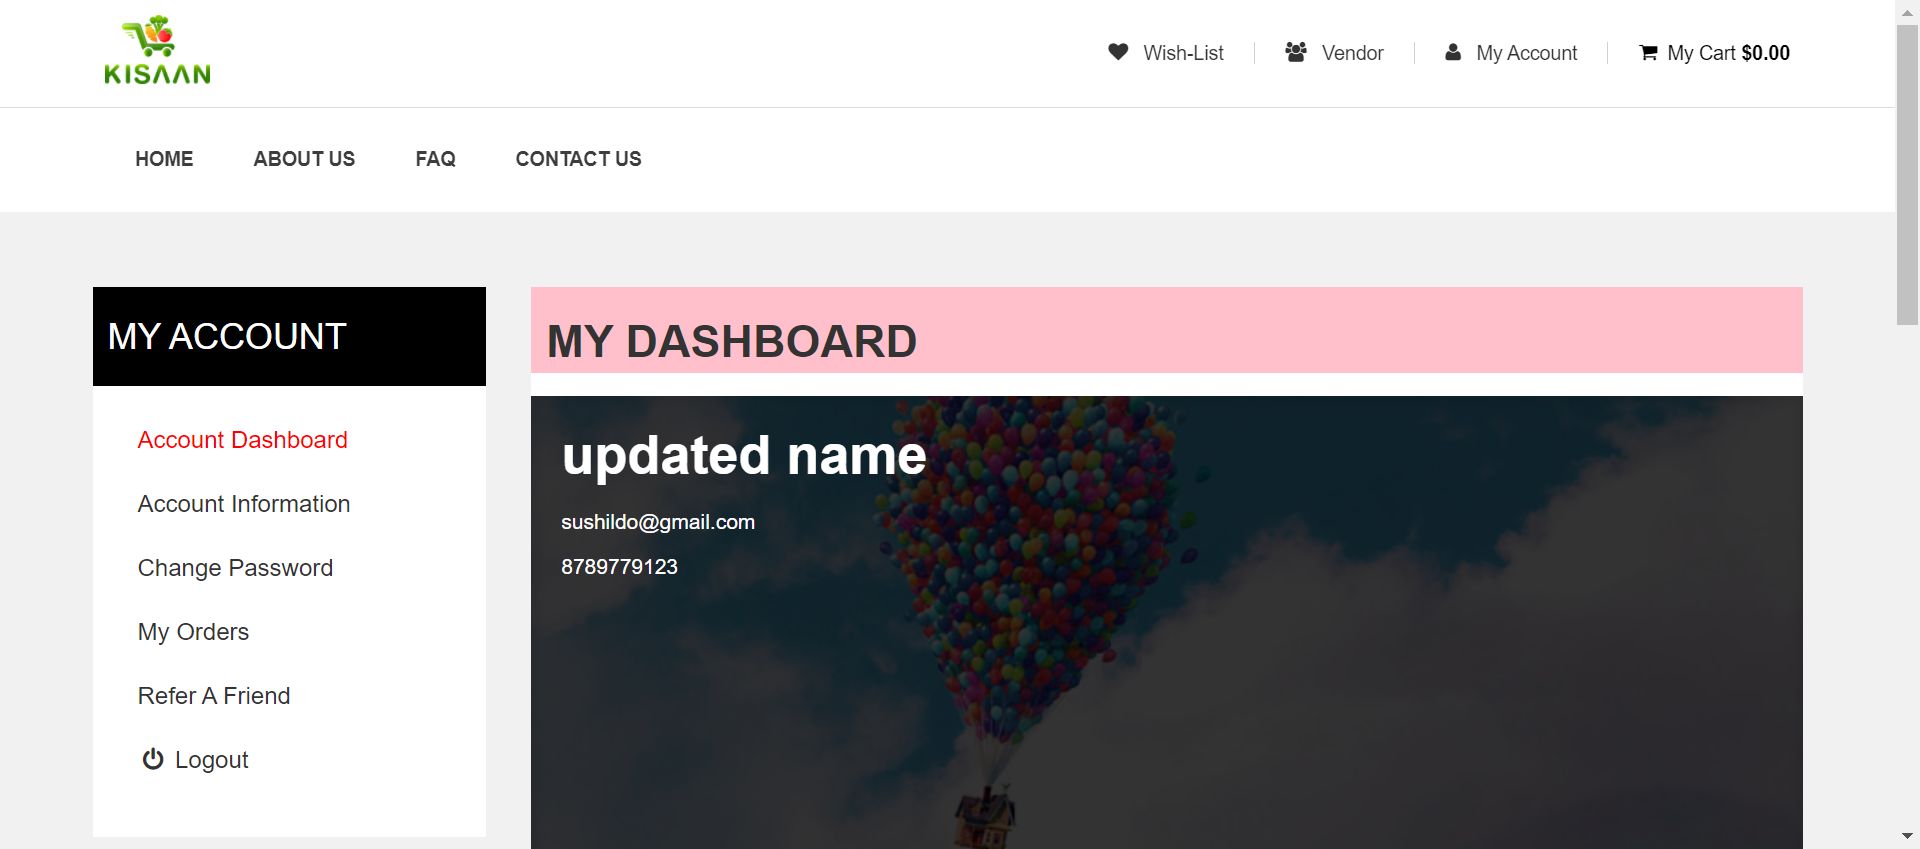 KISAAN
Wish-List
Vendor
My Account
My Cart $0.00
HOME
ABOUT US
FAQ
CONTACT US
MY ACCOUNT
Account Dashboard
Account Information
Change Password
My Orders
Refer A Friend
Logout
MY DASHBOARD
updated name
sushildo@gmail.com
8789779123